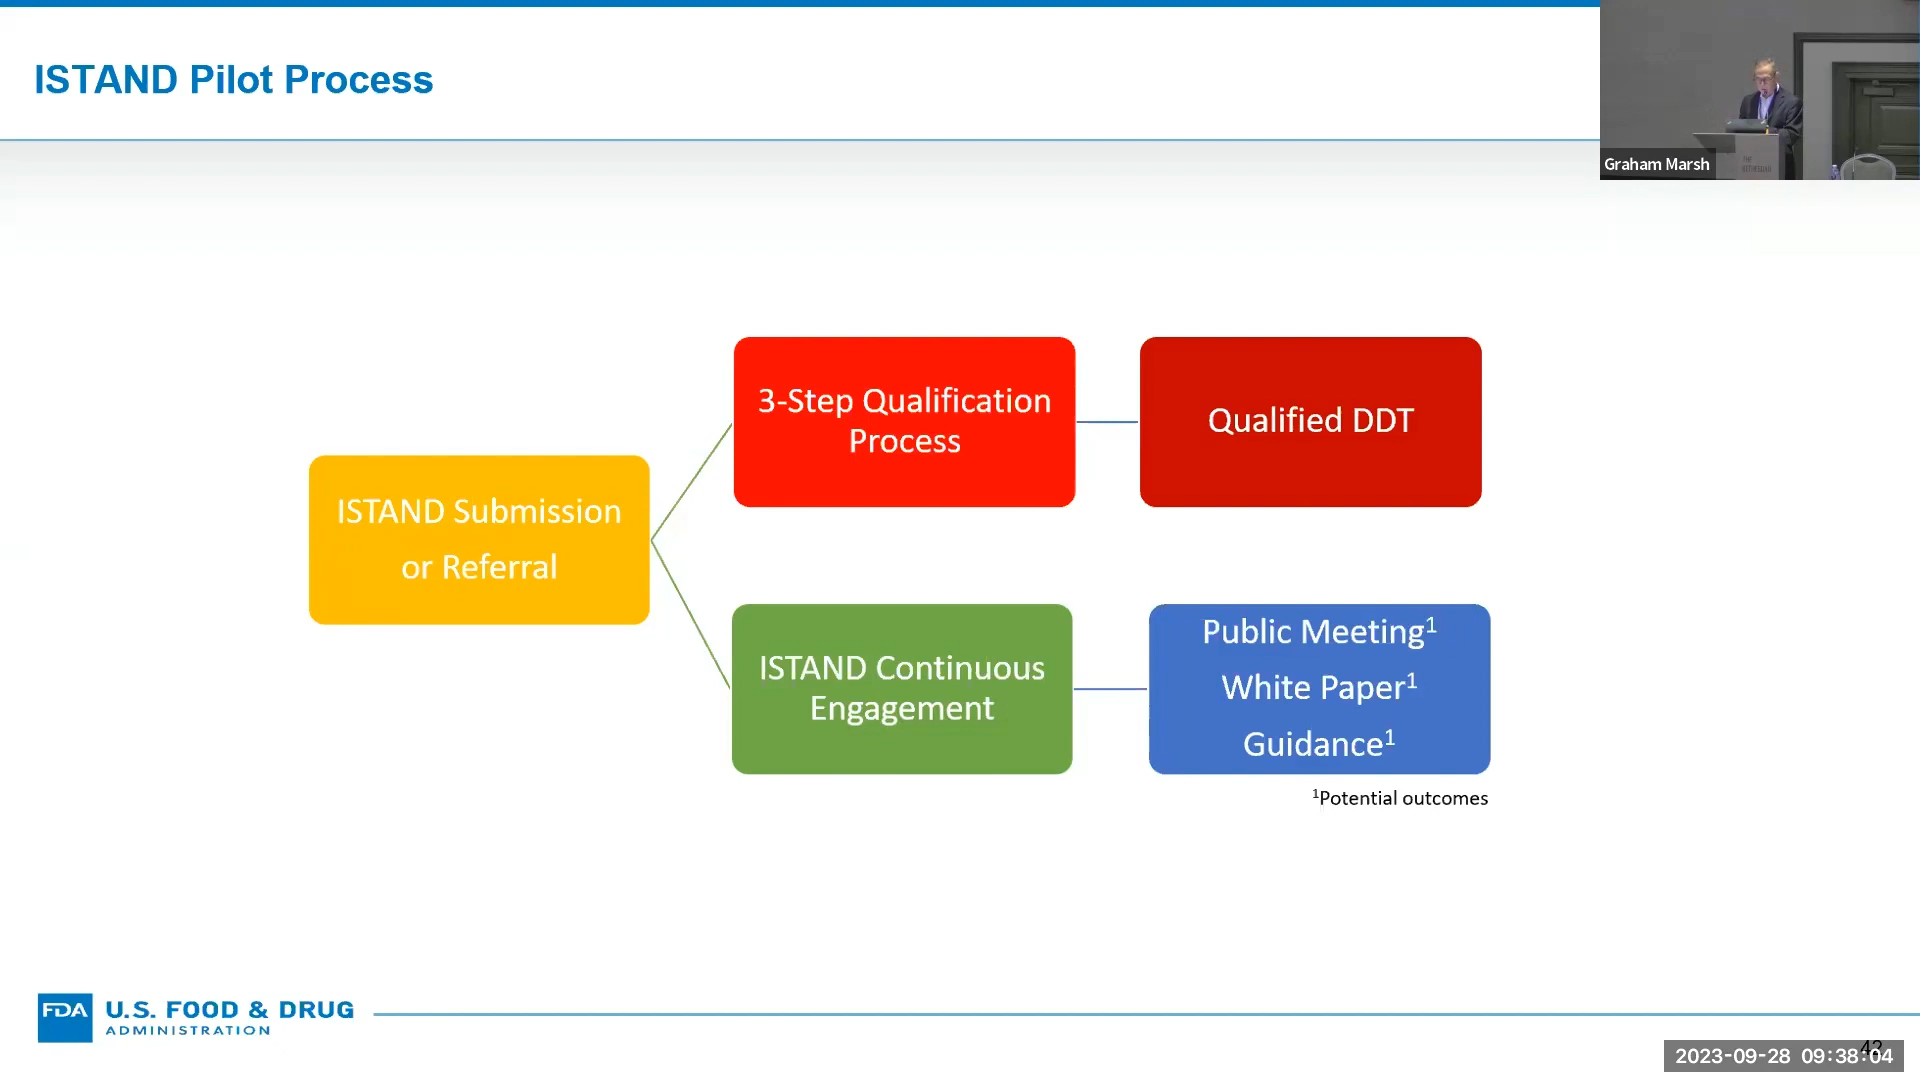 ISTAND Pilot Process
Graham Marsh
3-Step Qualification
Process
Qualified DDT
ISTAND Submission
or Referral
ISTAND Continuous
Engagement
Public Meeting¹
White Paper¹
Guidance¹
¹Potential outcomes
FDA
U.S. FOOD & DRUG
ADMINISTRATION
42
2023-09-28 09:38:04